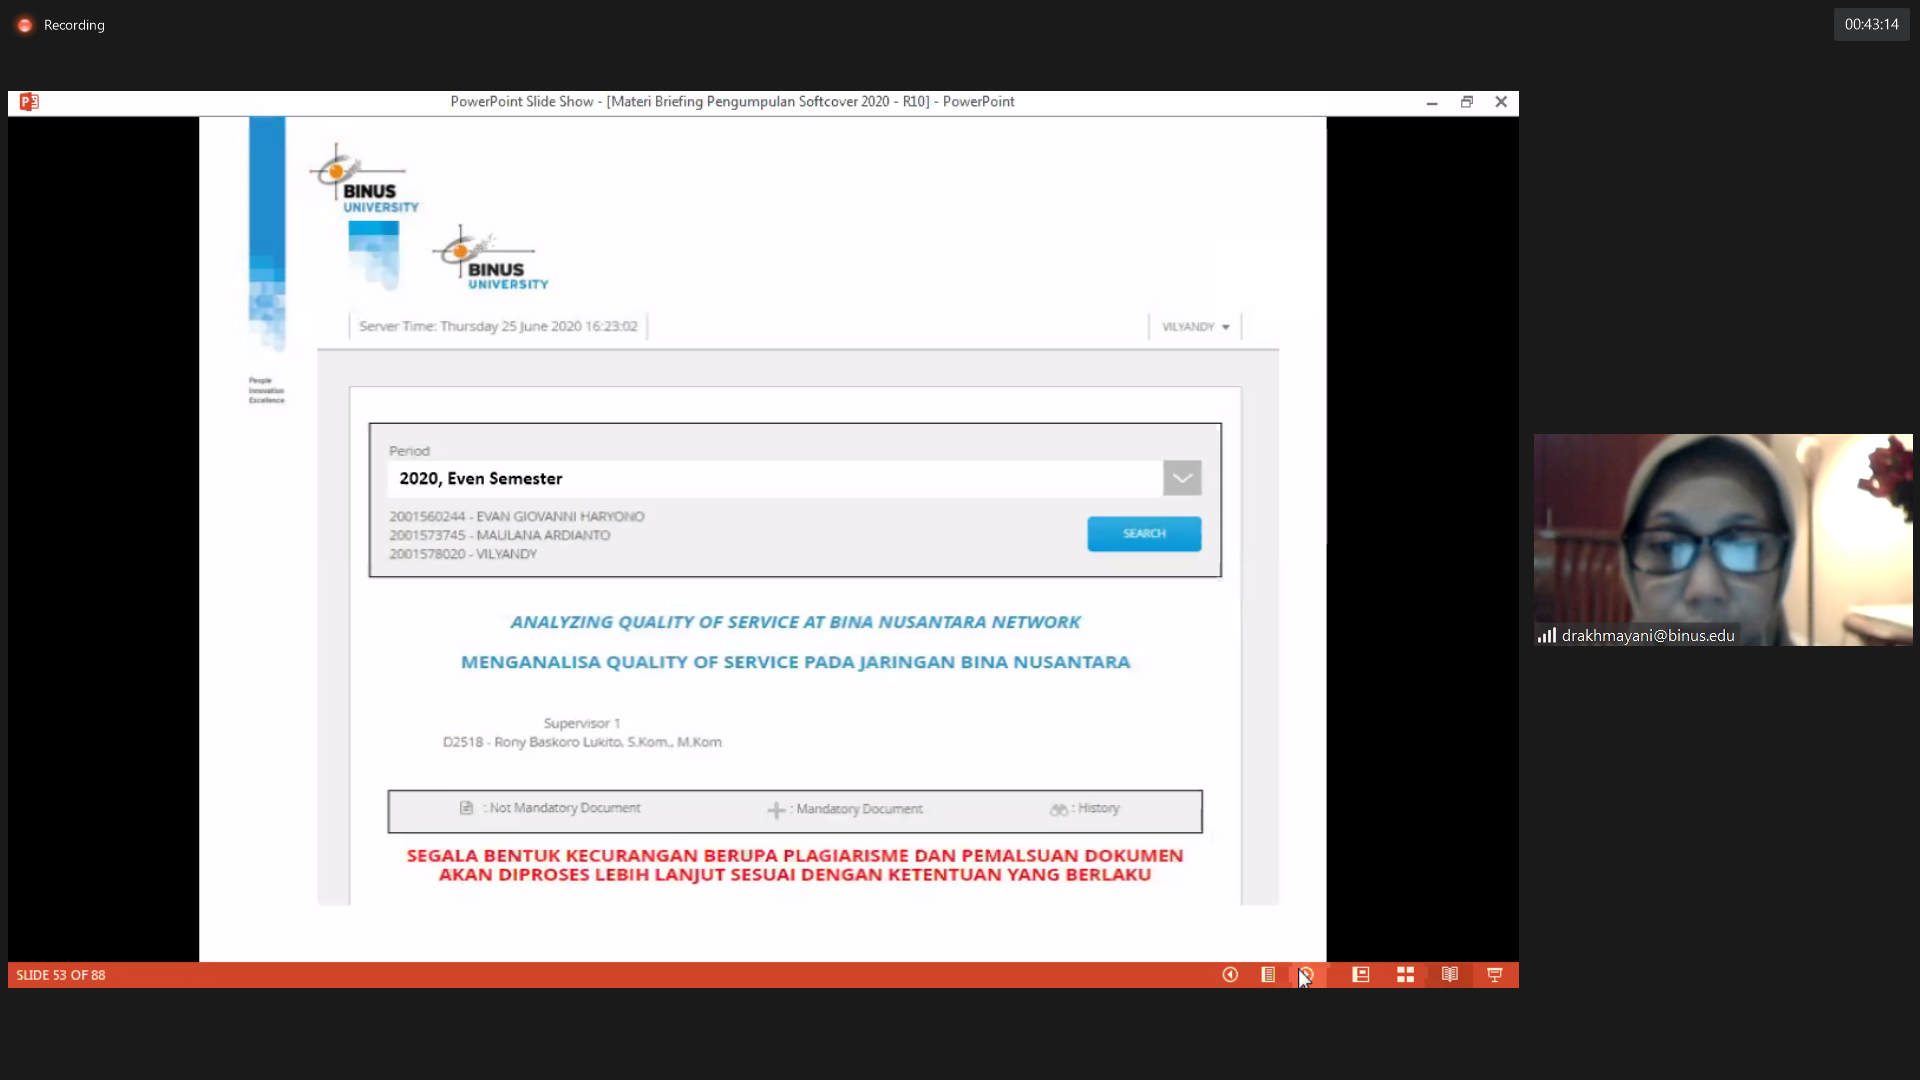 Recording
00:43:14
PowerPoint Slide Show - [Materi Briefing Pengumpulan Softcover 2020 - R10] - PowerPoint
BINUS
UNIVERSITY
BINUS
UNIVERSITY
Server Time: Thursday 25 June 2020 16:23:02
VILYANDY
People
Innovation
Excellence
Period
2020, Even Semester
2001560244 - EVAN GIOVANNI HARYONO
2001573745 - MAULANA ARDIANTO
2001578020 - VILYANDY
SEARCH
ANALYZING QUALITY OF SERVICE AT BINA NUSANTARA NETWORK
MENGANALISA QUALITY OF SERVICE PADA JARINGAN BINA NUSANTARA
Supervisor 1
D2518 - Rony Baskoro Lukito, S.Kom., M.Kom
: Not Mandatory Document
: Mandatory Document
: History
SEGALA BENTUK KECURANGAN BERUPA PLAGIARISME DAN PEMALSUAN DOKUMEN
AKAN DIPROSES LEBIH LANJUT SESUAI DENGAN KETENTUAN YANG BERLAKU
drakhmayani@binus.edu
SLIDE 53 OF 88